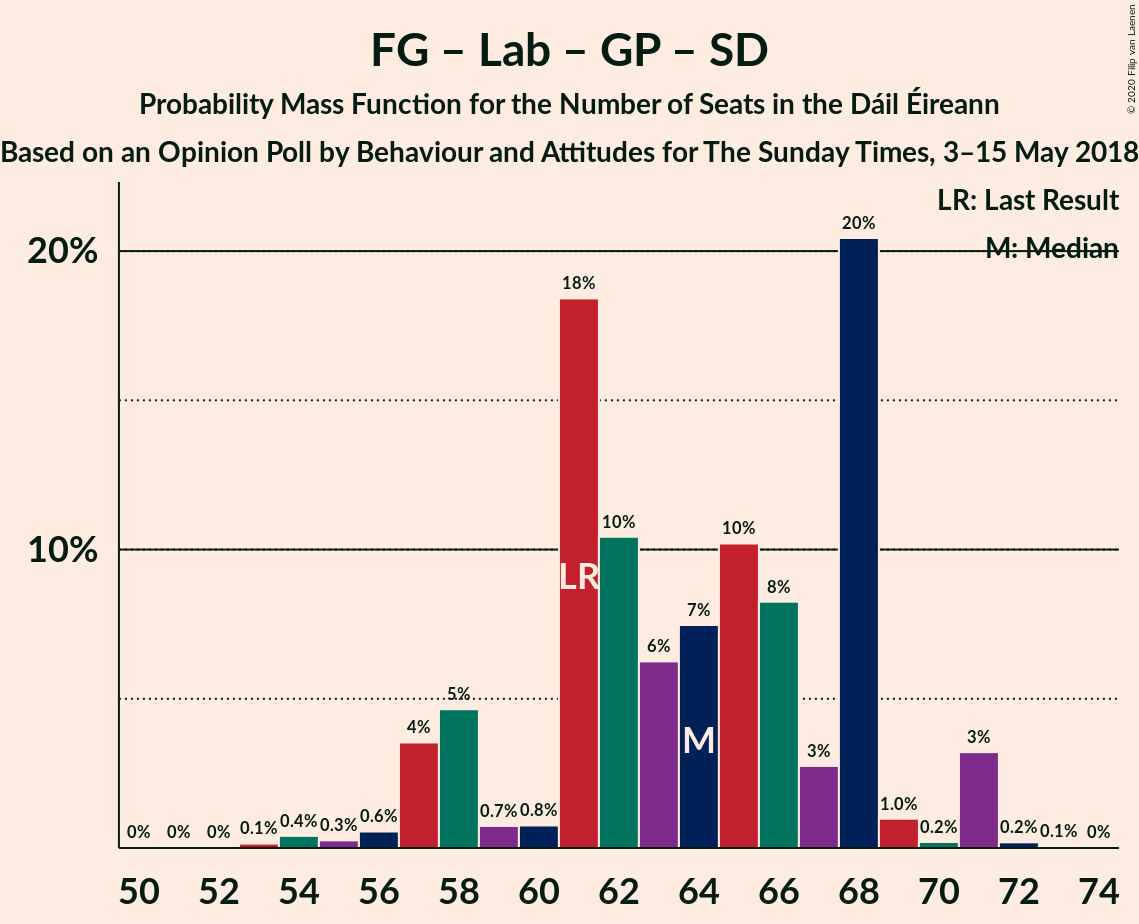 FG – Lab – GP – SD
Probability Mass Function for the Number of Seats in the Dáil Éireann
Based on an Opinion Poll by Behaviour and Attitudes for The Sunday Times, 3–15 May 2018
© 2020 Filip van Laenen
LR: Last Result
M: Median
20%
10%
0% 0% 0% 0.1% 0.4% 0.3% 0.6% 4% 5% 0.7% 0.8% 18% 10% 6% 7% 10% 8% 3% 20% 1.0% 0.2% 3% 0.2% 0.1% 0%
LR
M
50 52 54 56 58 60 62 64 66 68 70 72 74